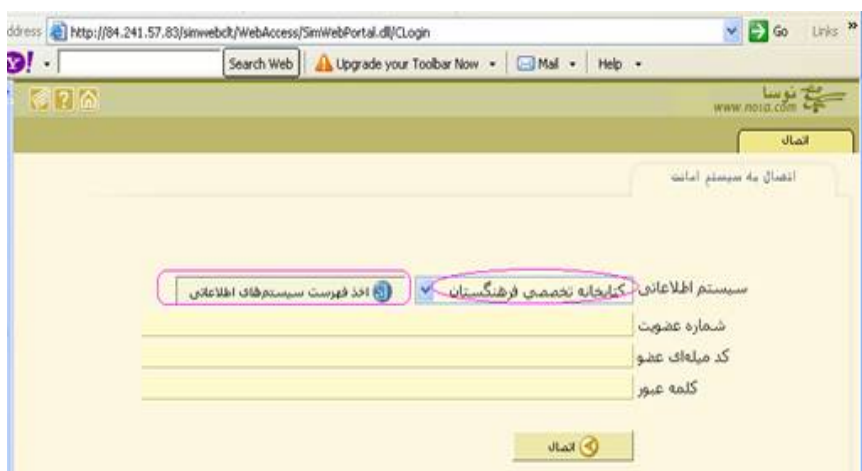 ddress http://84.241.57.83/simwebclt/WebAccess/SimWebPortal.dll/CLogin Go Links »
Y! Search Web Upgrade your Toolbar Now Mail Help
نوسا
www.nosa.com
اتصال
اتصال به سیستم امانت
سیستم اطلاعاتی کتابخانه تخصصی فرهنگستان اخذ فهرست سیستم‌های اطلاعاتی
شماره عضویت
کد میله‌ای عضو
کلمه عبور
اتصال